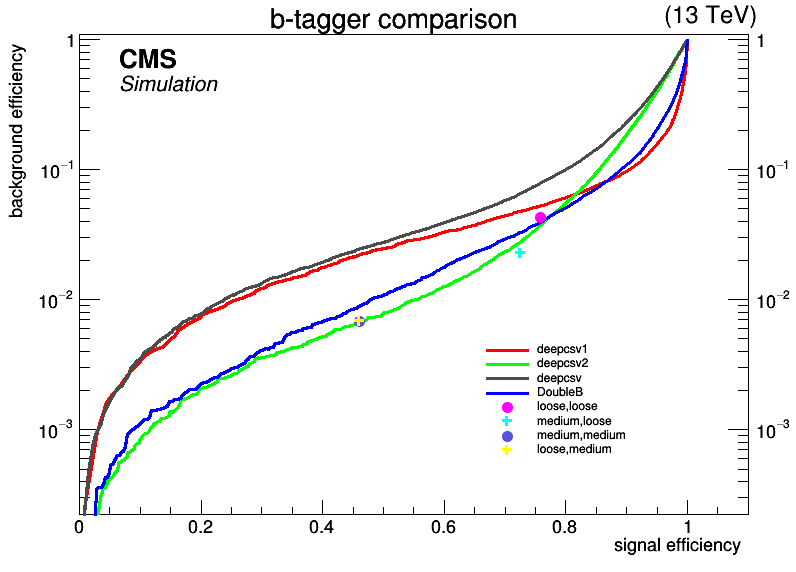 b-tagger comparison
(13 TeV)
CMS
Simulation
background efficiency
1
10⁻¹
10⁻²
10⁻³
1
10⁻¹
10⁻²
10⁻³
deepcsv1
deepcsv2
deepcsv
DoubleB
loose,loose
medium,loose
medium,medium
loose,medium
0 0.2 0.4 0.6 0.8 1
signal efficiency